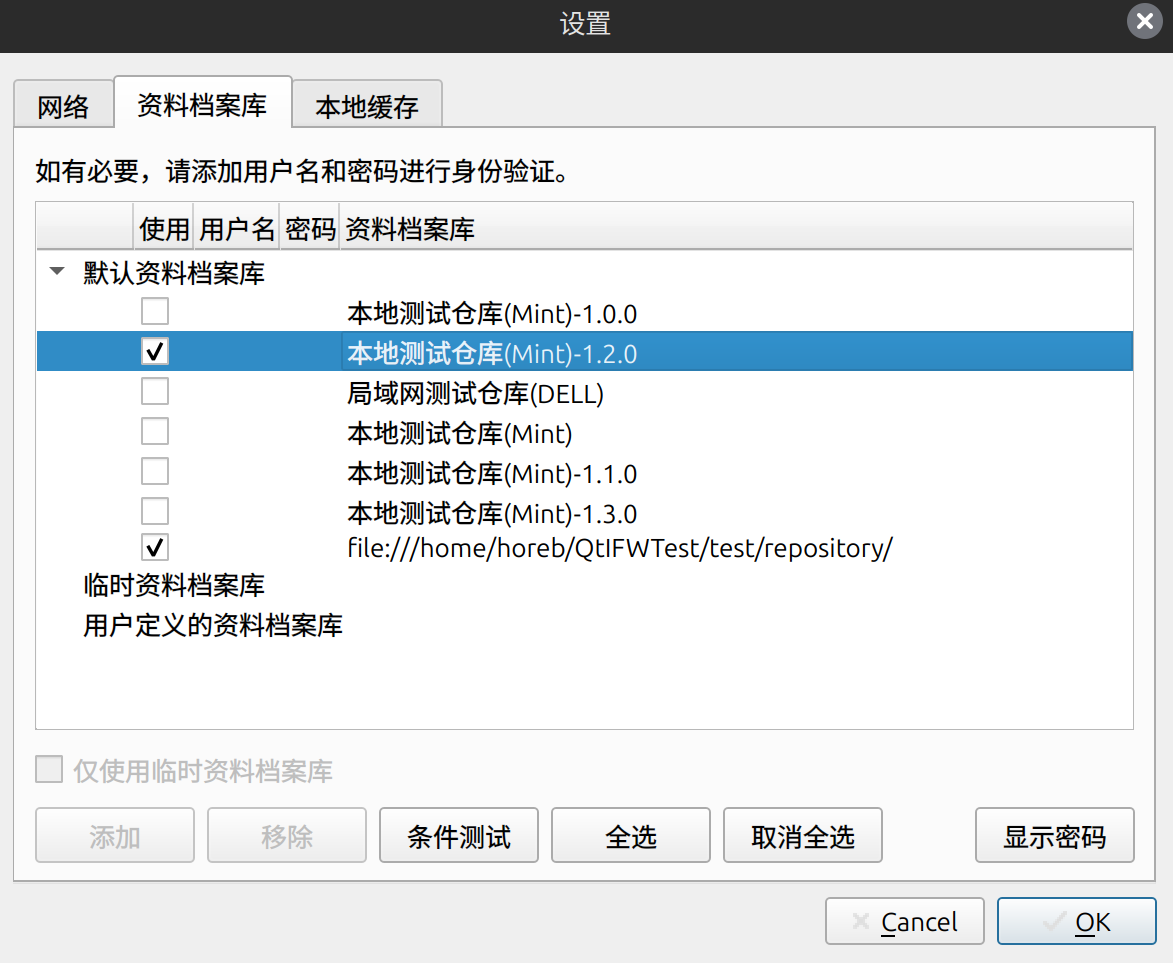 设置
网络 资料档案库 本地缓存
如有必要，请添加用户名和密码进行身份验证。
使用 用户名 密码 资料档案库
默认资料档案库
本地测试仓库(Mint)-1.0.0
本地测试仓库(Mint)-1.2.0
局域网测试仓库(DELL)
本地测试仓库(Mint)
本地测试仓库(Mint)-1.1.0
本地测试仓库(Mint)-1.3.0
file:///home/horeb/QtIFWTest/test/repository/
临时资料档案库
用户定义的资料档案库
仅使用临时资料档案库
添加 移除 条件测试 全选 取消全选 显示密码
Cancel OK